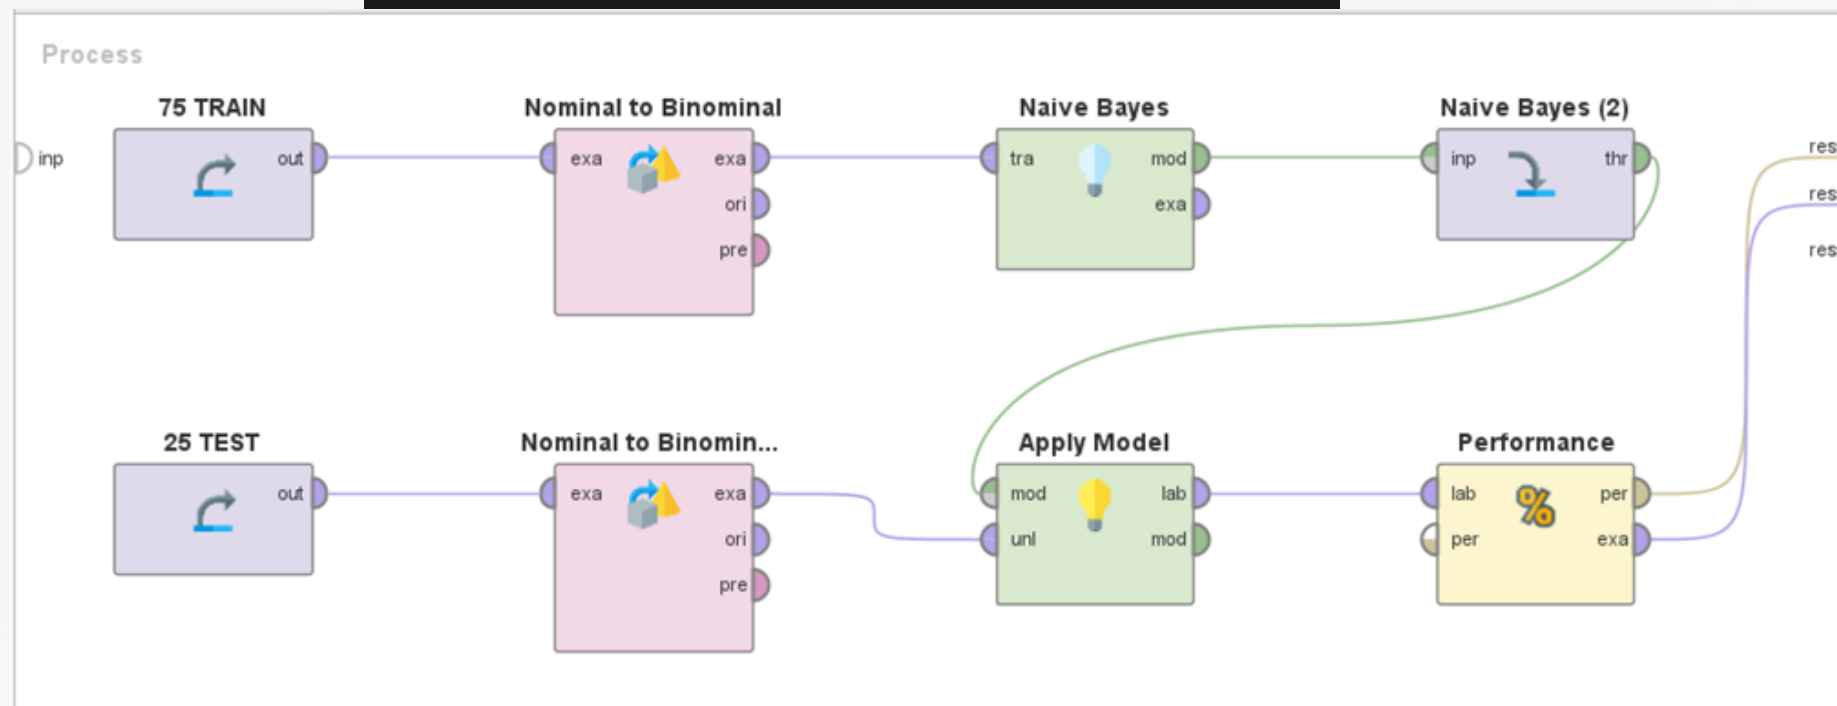 Process
75 TRAIN
Nominal to Binominal
Naive Bayes
Naive Bayes (2)
inp
out
exa
exa
tra
mod
inp
thr
res
ori
exa
res
pre
res
25 TEST
Nominal to Binomin...
Apply Model
Performance
out
exa
exa
mod
lab
lab
per
ori
unl
mod
per
exa
pre
%